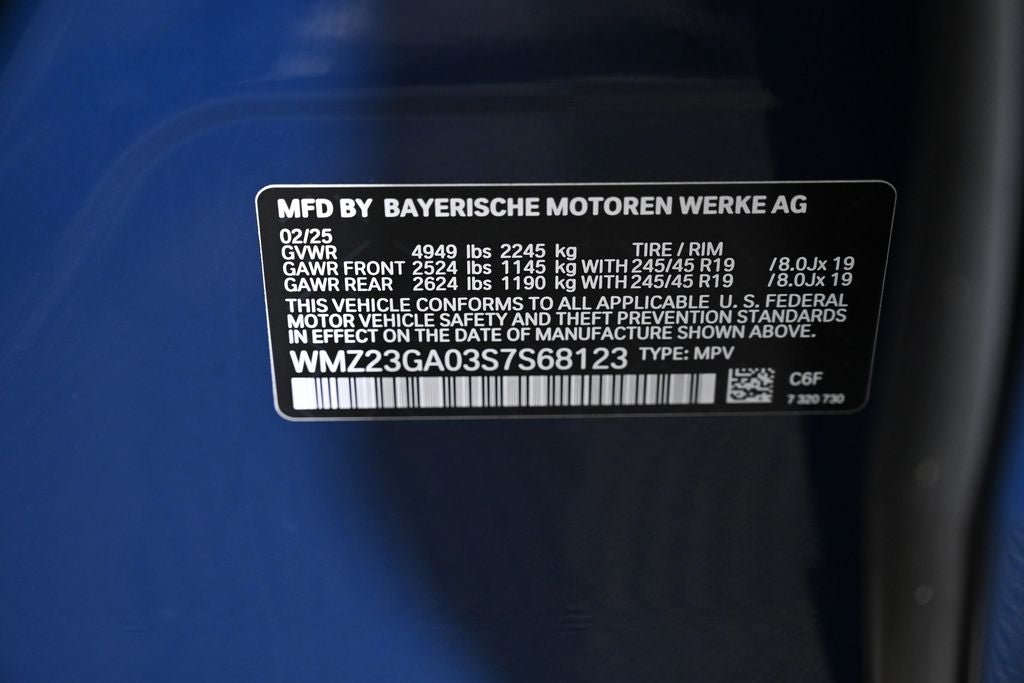 MFD BY BAYERISCHE MOTOREN WERKE AG
02/25
GVWR 4949 lbs 2245 kg TIRE / RIM
GAWR FRONT 2524 lbs 1145 kg WITH 245/45 R19 /8.0Jx 19
GAWR REAR 2624 lbs 1190 kg WITH 245/45 R19 /8.0Jx 19
THIS VEHICLE CONFORMS TO ALL APPLICABLE U. S. FEDERAL
MOTOR VEHICLE SAFETY AND THEFT PREVENTION STANDARDS
IN EFFECT ON THE DATE OF MANUFACTURE SHOWN ABOVE.
WMZ23GA03S7S68123 TYPE: MPV
C6F
7 320 730